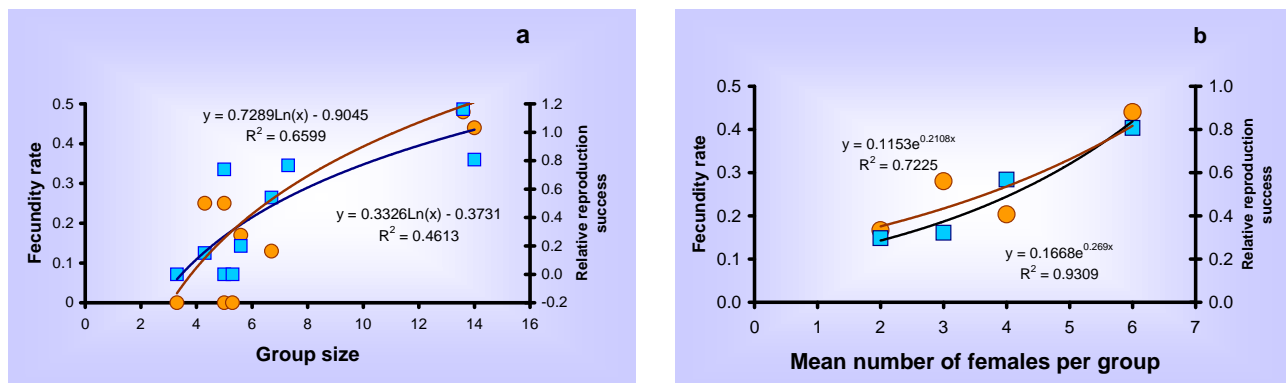 a
y = 0.7289Ln(x) - 0.9045
R² = 0.6599
y = 0.3326Ln(x) - 0.3731
R² = 0.4613
Fecundity rate
0.5
0.4
0.3
0.2
0.1
0
1.2
1.0
0.8
0.6
0.4
0.2
0.0
-0.2
Relative reproduction
success
0 2 4 6 8 10 12 14 16
Group size
b
y = 0.1153e^0.2108x
R² = 0.7225
y = 0.1668e^0.269x
R² = 0.9309
Fecundity rate
0.5
0.4
0.3
0.2
0.1
0.0
1.0
0.8
0.6
0.4
0.2
0.0
Relative reproduction
success
0 1 2 3 4 5 6 7
Mean number of females per group